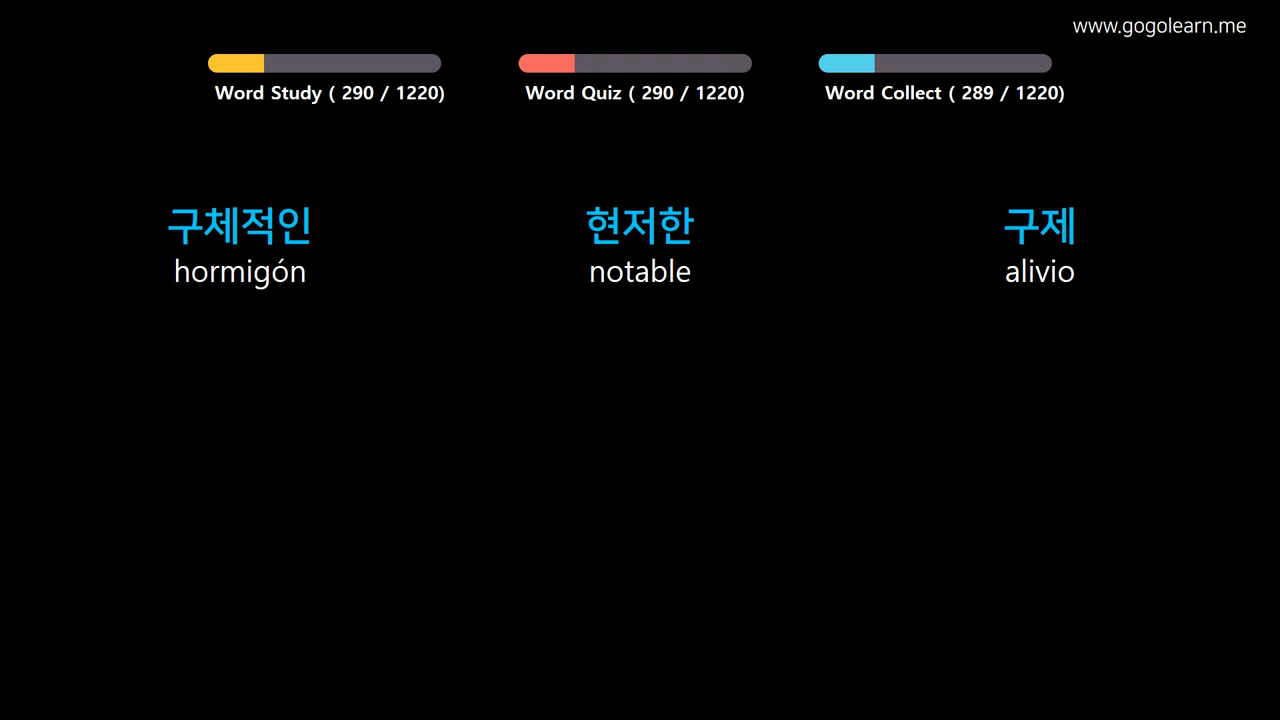 www.gogolearn.me
Word Study ( 290 / 1220)
Word Quiz ( 290 / 1220)
Word Collect ( 289 / 1220)
구체적인
hormigón
현저한
notable
구제
alivio